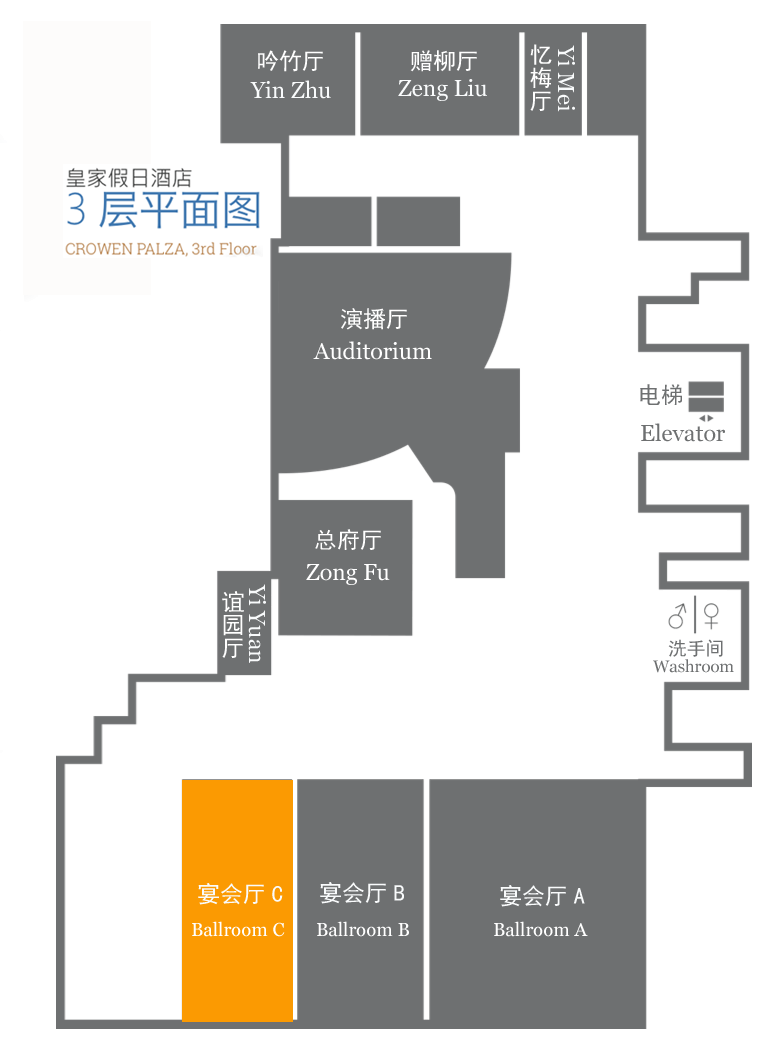 吟竹厅
Yin Zhu
赠柳厅
Zeng Liu
忆梅厅
Yi Mei
皇家假日酒店
3 层平面图
CROWEN PALZA, 3rd Floor
演播厅
Auditorium
电梯
Elevator
总府厅
Zong Fu
谊园厅
Yi Yuan
洗手间
Washroom
宴会厅 C
Ballroom C
宴会厅 B
Ballroom B
宴会厅 A
Ballroom A